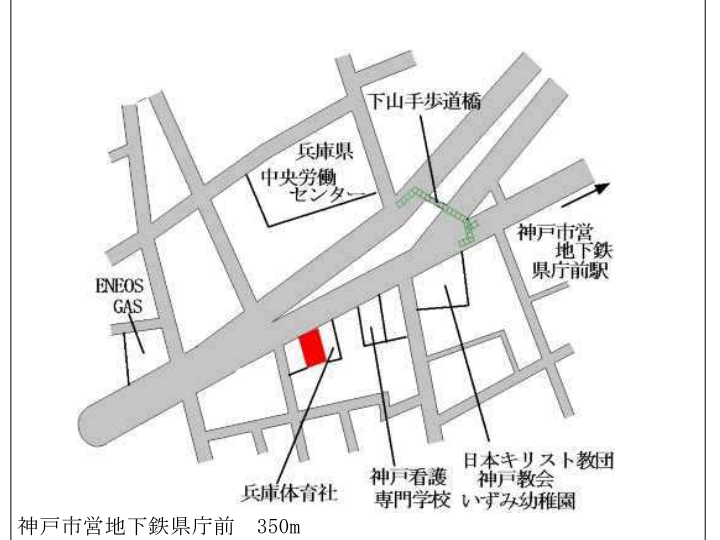 下山手歩道橋
兵庫県
中央労働
センター
神戸市営
地下鉄
県庁前駅
ENEOS
GAS
兵庫体育社
神戸看護
専門学校
日本キリスト教団
神戸教会
いずみ幼稚園
神戸市営地下鉄県庁前　350m